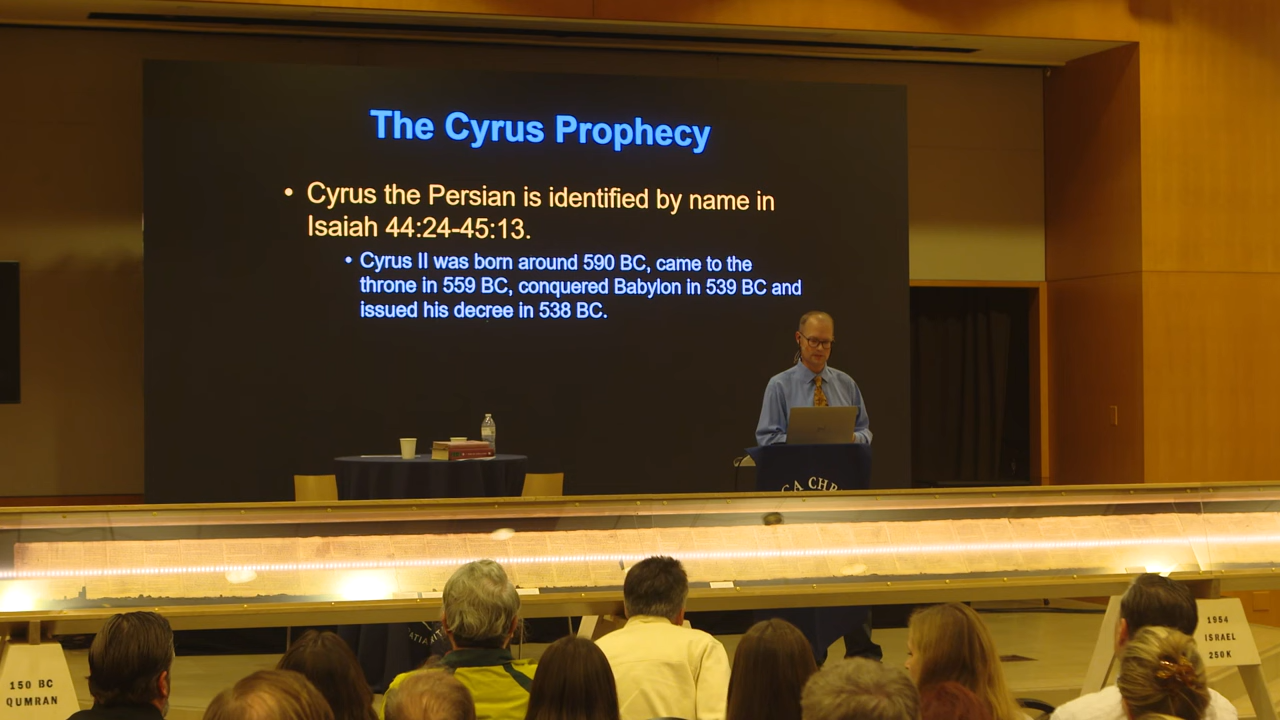 The Cyrus Prophecy
• Cyrus the Persian is identified by name in
Isaiah 44:24-45:13.
• Cyrus II was born around 590 BC, came to the
throne in 559 BC, conquered Babylon in 539 BC and
issued his decree in 538 BC.
CA CHR
150 BC
QUMRAN
1954
ISRAEL
250K